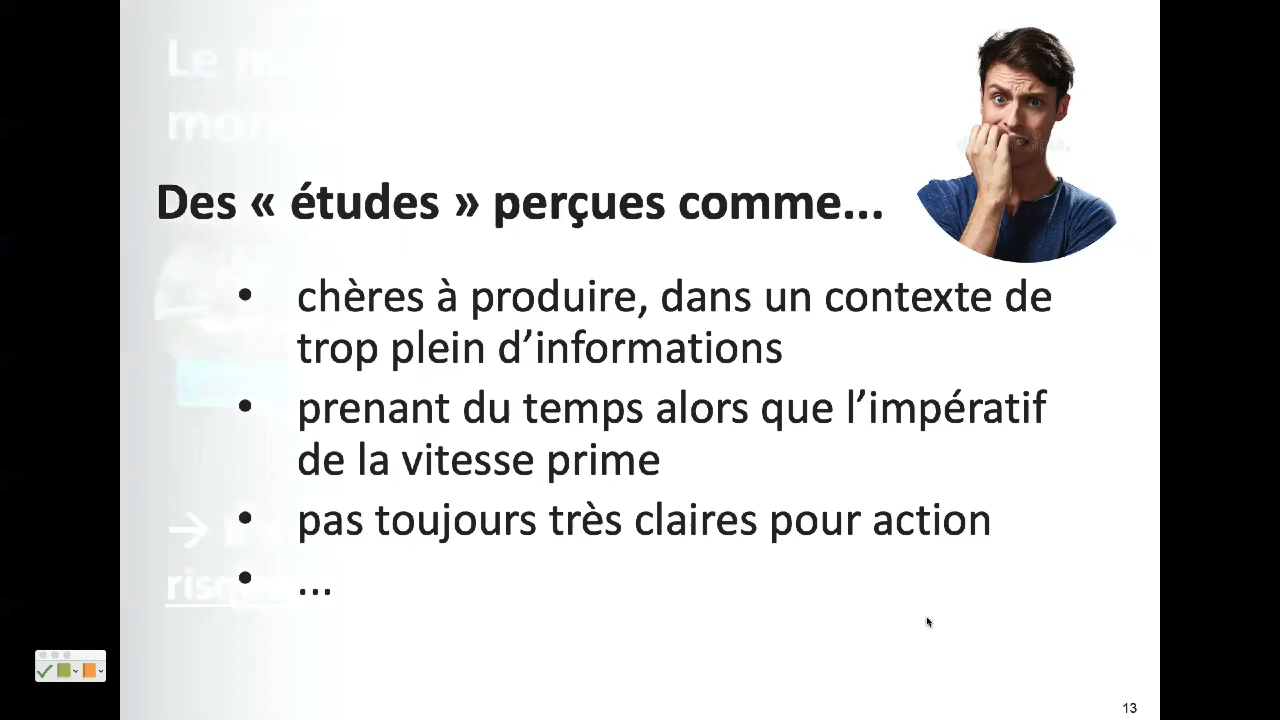 Des « études » perçues comme...
• chères à produire, dans un contexte de
trop plein d’informations
• prenant du temps alors que l’impératif
de la vitesse prime
• pas toujours très claires pour action
• ...
13